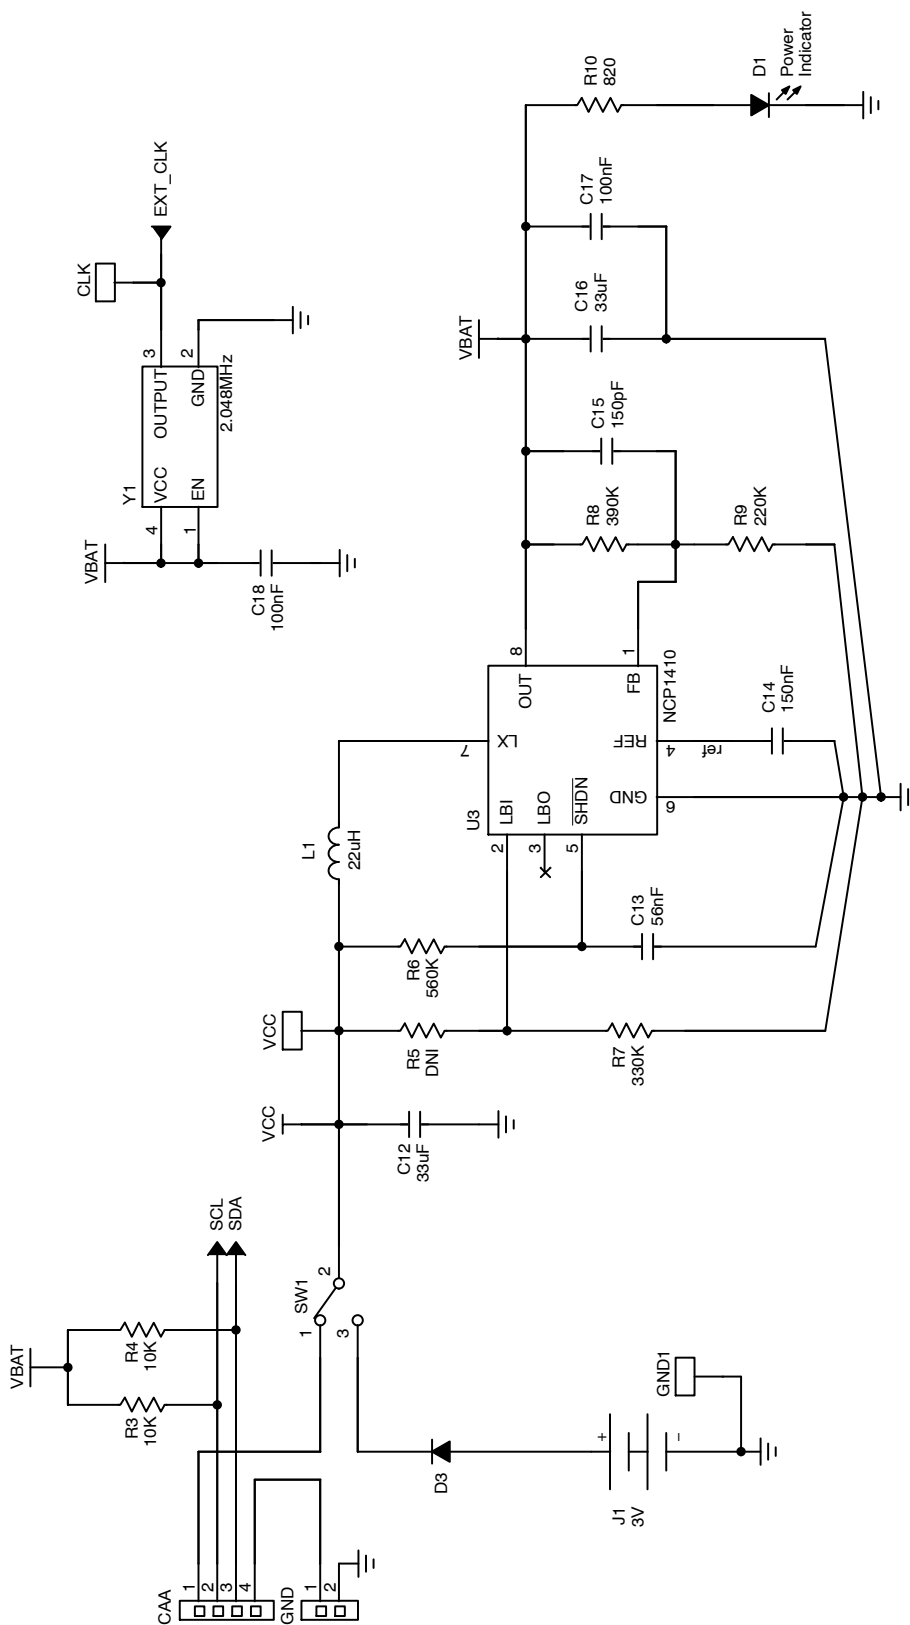 CAA
1
2
3
4
GND
1
2
VBAT
R3
10K
R4
10K
SCL
SDA
SW1
1
2
3
D3
J1
3V
+
-
GND1
VCC
C12
33uF
VCC
R5
DNI
R6
560K
R7
330K
C13
56nF
L1
22uH
U3
LBI
LBO
SHDN
GND
REF
LX
OUT
FB
NCP1410
2
3
5
6
4
7
8
1
ref
C14
150nF
R8
390K
R9
220K
C15
150pF
VBAT
C16
33uF
C17
100nF
R10
820
D1
Power
Indicator
VBAT
C18
100nF
Y1
4
1
VCC
EN
OUTPUT
GND
3
2
2.048MHz
CLK
EXT_CLK